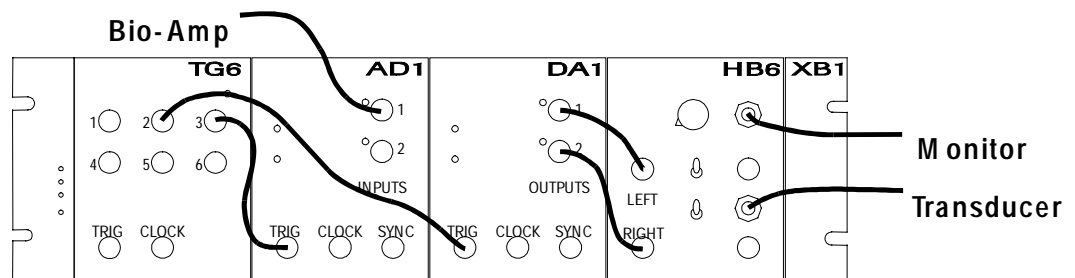 Bio-Amp
TG6 AD1 DA1 HB6 XB1
1 2 3 1 1
4 5 6 2 2
INPUTS OUTPUTS LEFT
TRIG CLOCK TRIG CLOCK SYNC TRIG CLOCK SYNC RIGHT
Monitor
Transducer